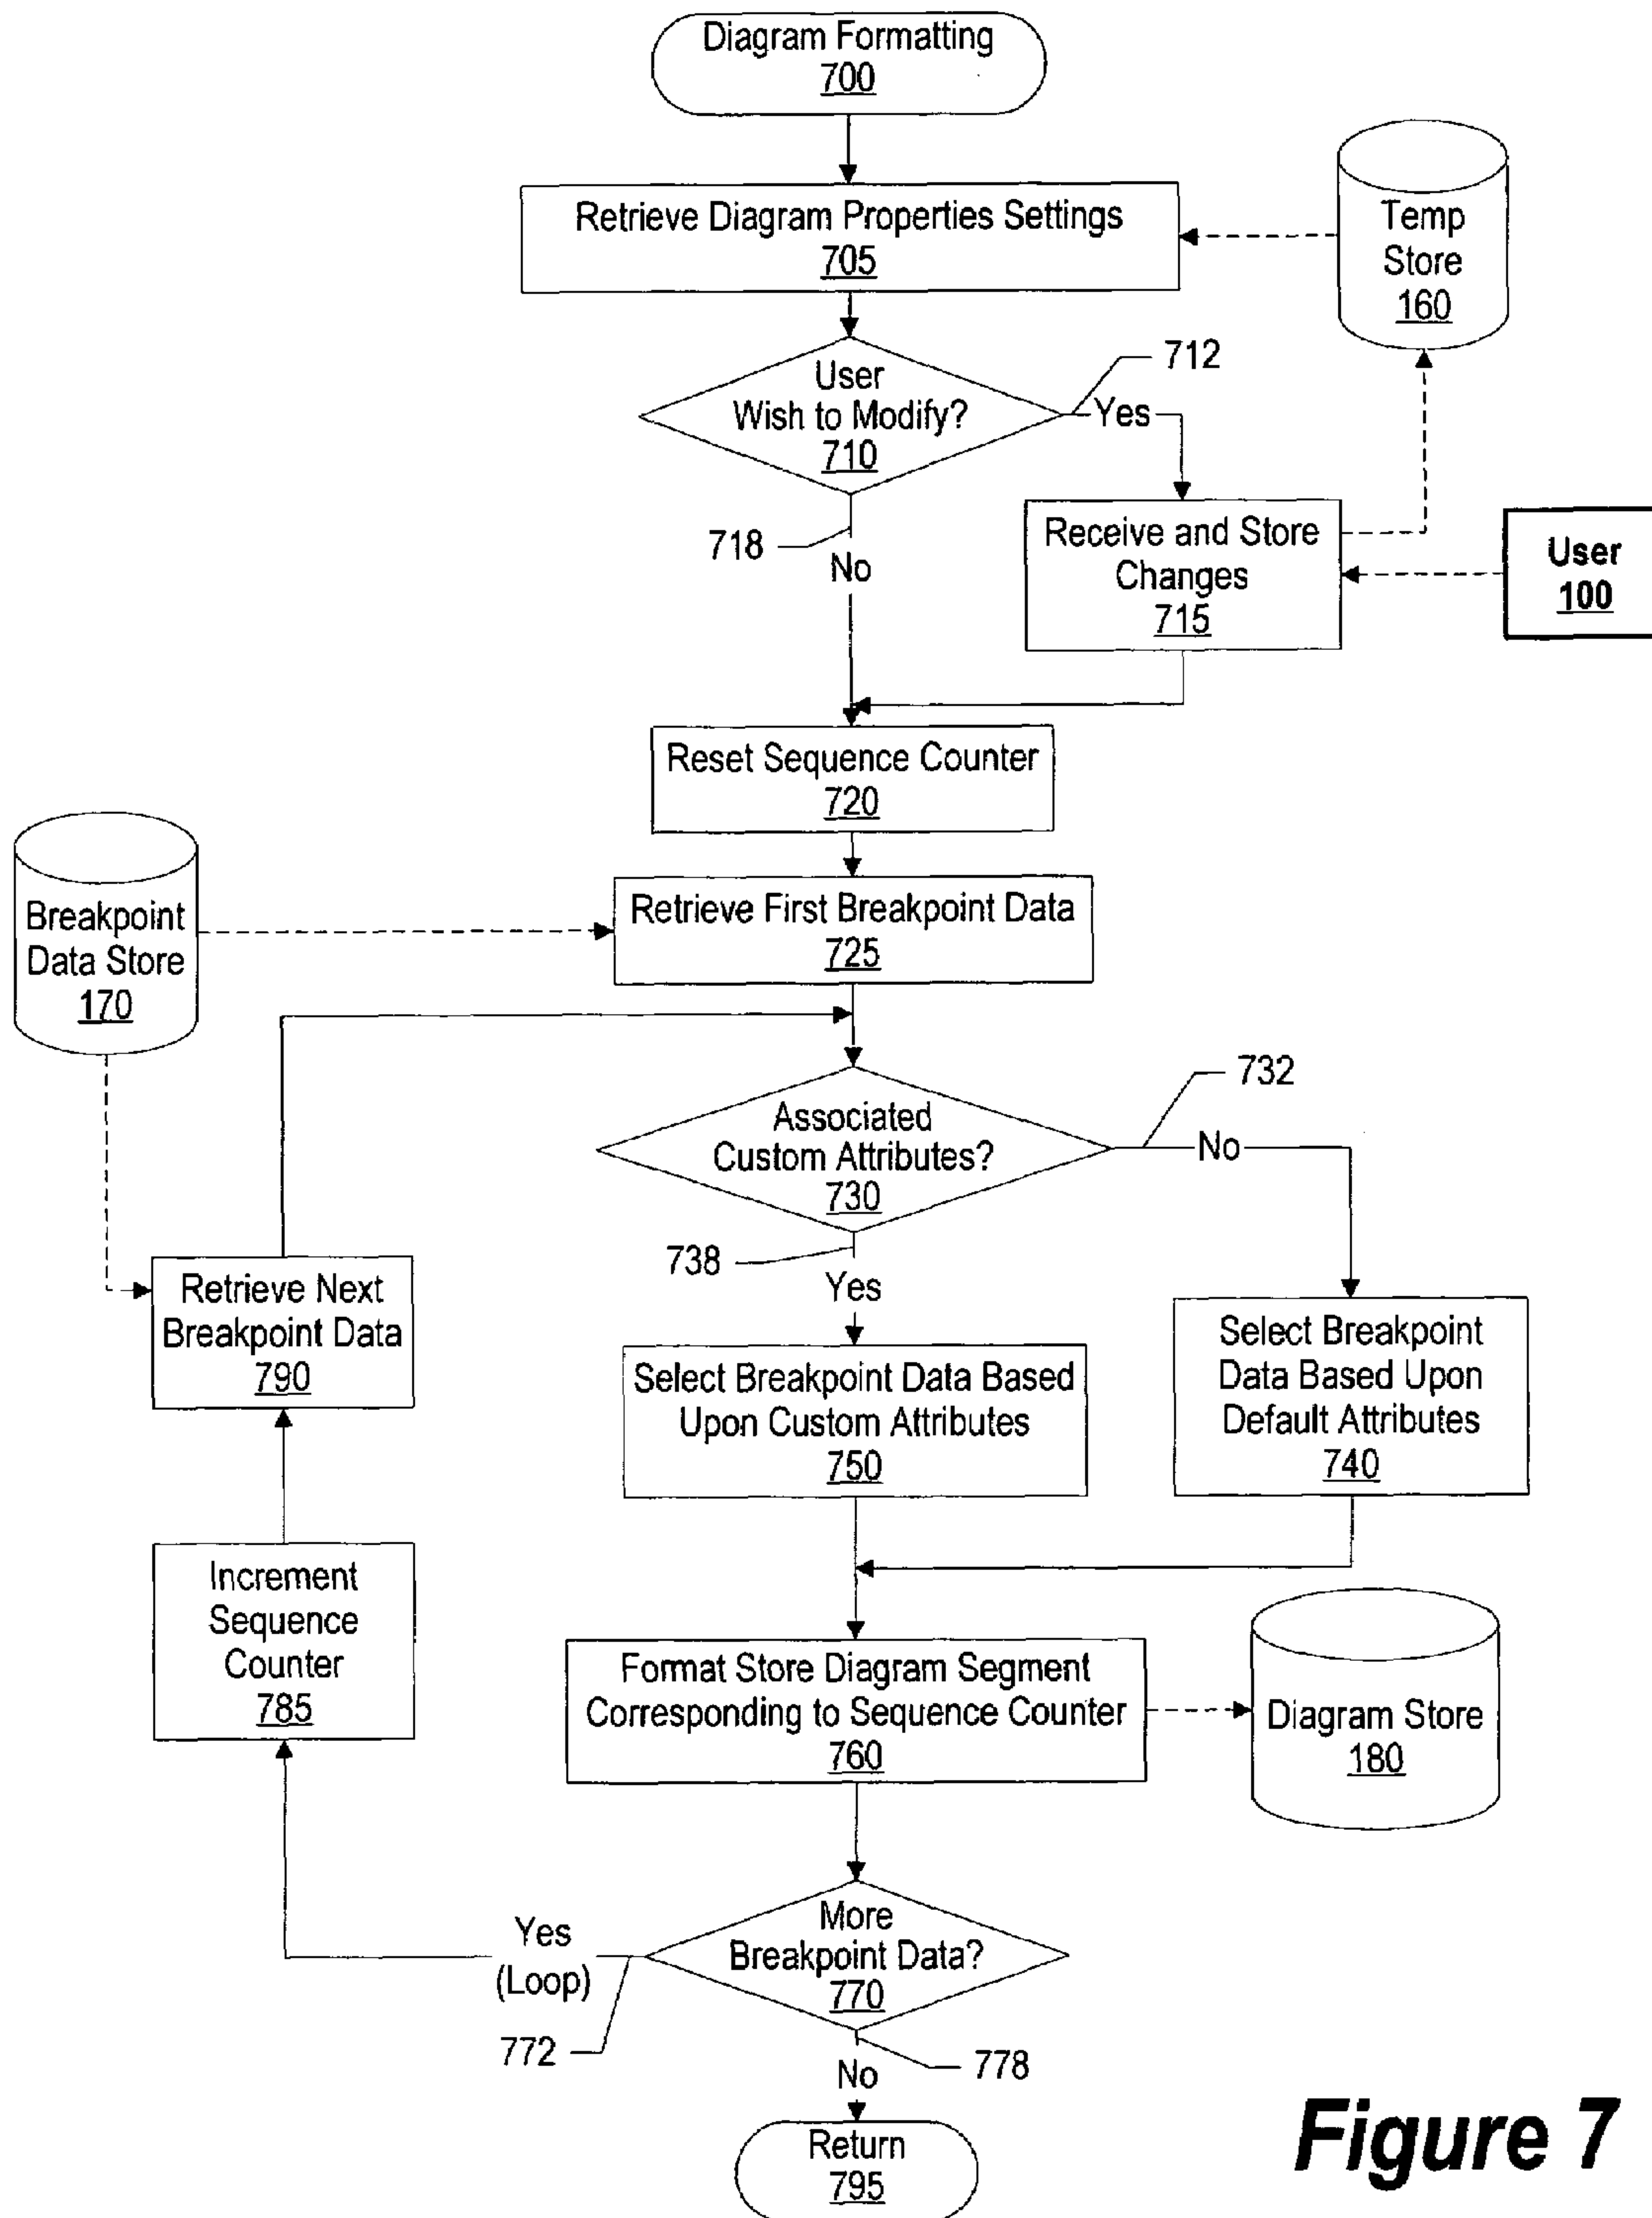 Diagram Formatting
700
Retrieve Diagram Properties Settings
705
Temp
Store
160
User
Wish to Modify?
710
712
Yes
718
No
Receive and Store
Changes
715
User
100
Reset Sequence Counter
720
Breakpoint
Data Store
170
Retrieve First Breakpoint Data
725
Associated
Custom Attributes?
730
732
No
738
Yes
Retrieve Next
Breakpoint Data
790
Select Breakpoint Data Based
Upon Custom Attributes
750
Select Breakpoint
Data Based Upon
Default Attributes
740
Increment
Sequence
Counter
785
Format Store Diagram Segment
Corresponding to Sequence Counter
760
Diagram Store
180
More
Breakpoint Data?
770
Yes
(Loop)
772
778
No
Return
795
Figure 7